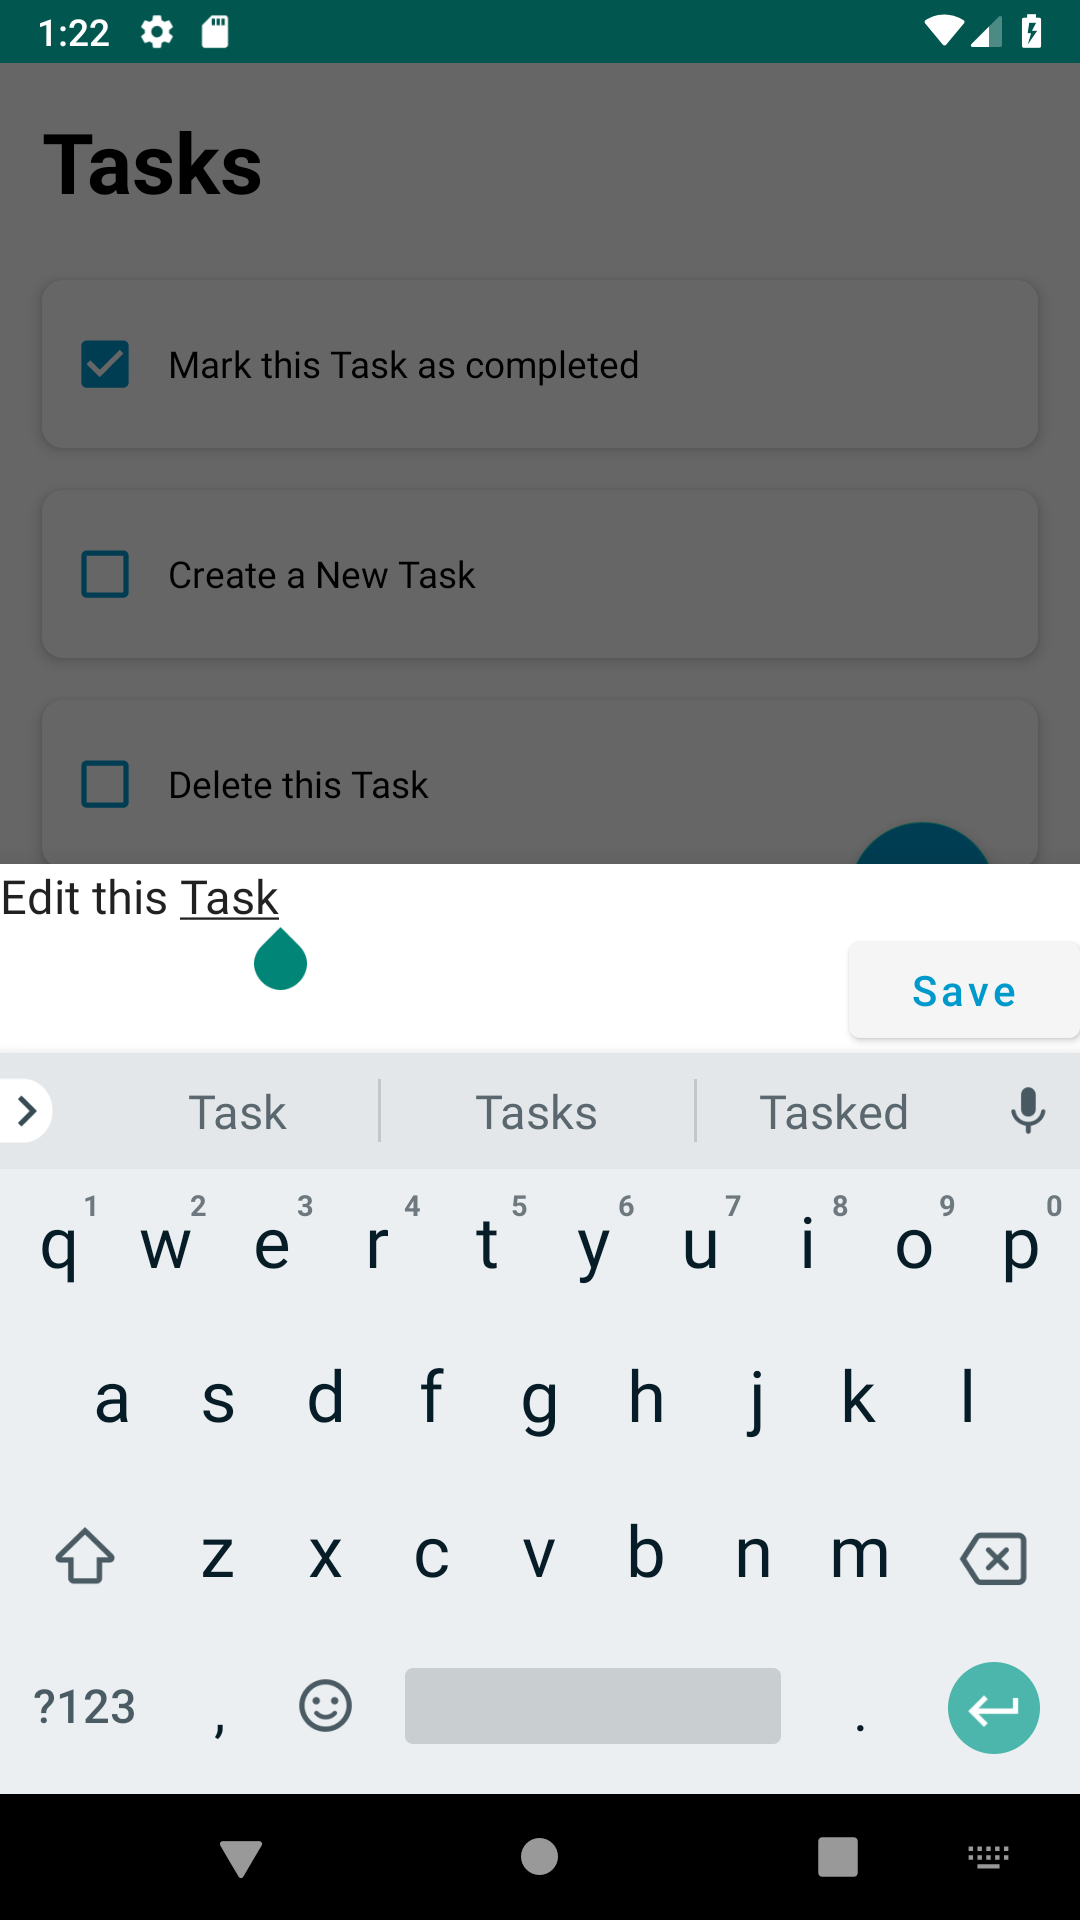 1:22
Tasks
Mark this Task as completed
Create a New Task
Delete this Task
Edit this Task
Save
Task Tasks Tasked
1 2 3 4 5 6 7 8 9 0
q w e r t y u i o p
a s d f g h j k l
z x c v b n m
?123 , .